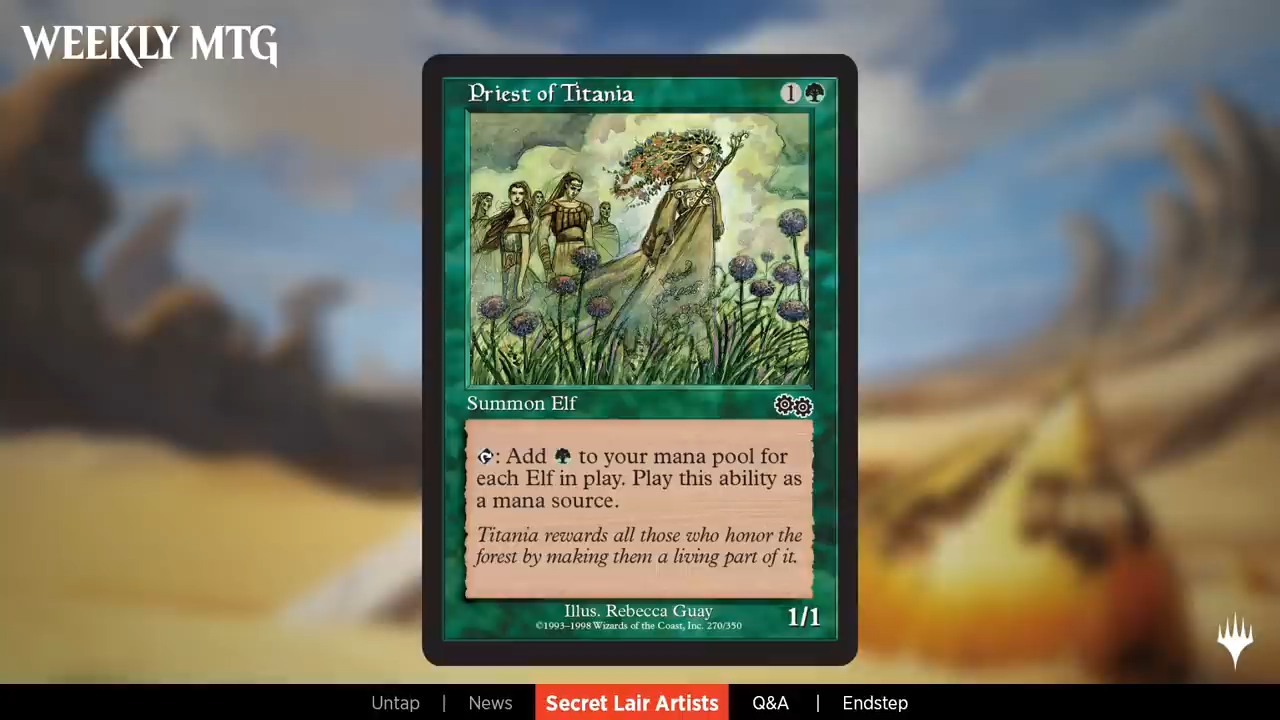 WEEKLY MTG
Priest of Titania 1
Summon Elf
: Add to your mana pool for
each Elf in play. Play this ability as
a mana source.
Titania rewards all those who honor the
forest by making them a living part of it.
Illus. Rebecca Guay
©1993–1998 Wizards of the Coast, Inc. 270/350
1/1
Untap | News Secret Lair Artists Q&A | Endstep